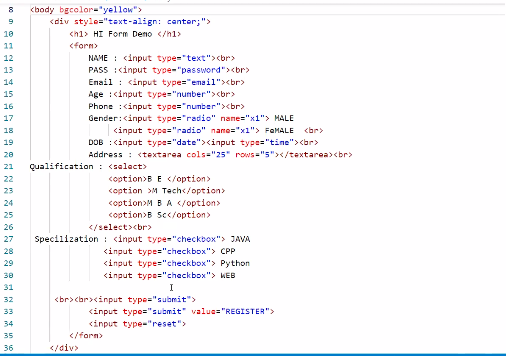 8 <body bgcolor="yellow">
9 <div style="text-align: center;">
10 <h1> HI Form Demo </h1>
11 <form>
12 NAME : <input type="text"><br>
13 PASS :<input type="password"><br>
14 Email : <input type="email"><br>
15 Age :<input type="number"><br>
16 Phone :<input type="number"><br>
17 Gender:<input type="radio" name="x1"> MALE
18 <input type="radio" name="x1"> FeMALE <br>
19 DOB :<input type="date"><input type="time"><br>
20 Address : <textarea cols="25" rows="5"></textarea><br>
21 Qualification : <select>
22 <option>B E </option>
23 <option >M Tech</option>
24 <option>M B A </option>
25 <option>B Sc</option>
26 </select><br>
27 Specilization : <input type="checkbox"> JAVA
28 <input type="checkbox"> CPP
29 <input type="checkbox"> Python
30 <input type="checkbox"> WEB
31
32 <br><br><input type="submit">
33 <input type="submit" value="REGISTER">
34 <input type="reset">
35 </form>
36 </div>